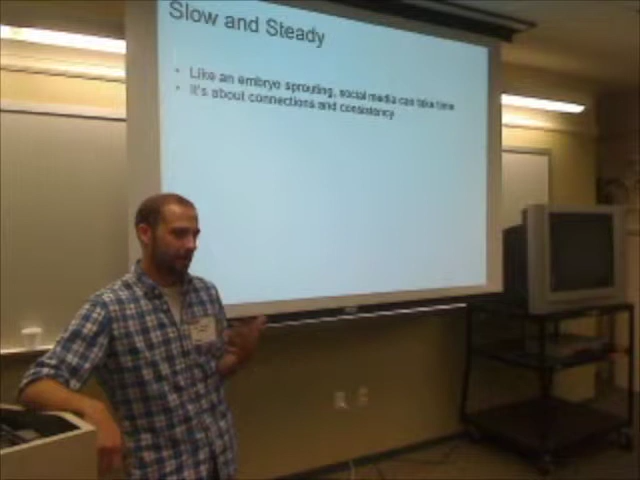 Slow and Steady
• Like an embryo sprouting, social media can take time
• It's about connections and consistency